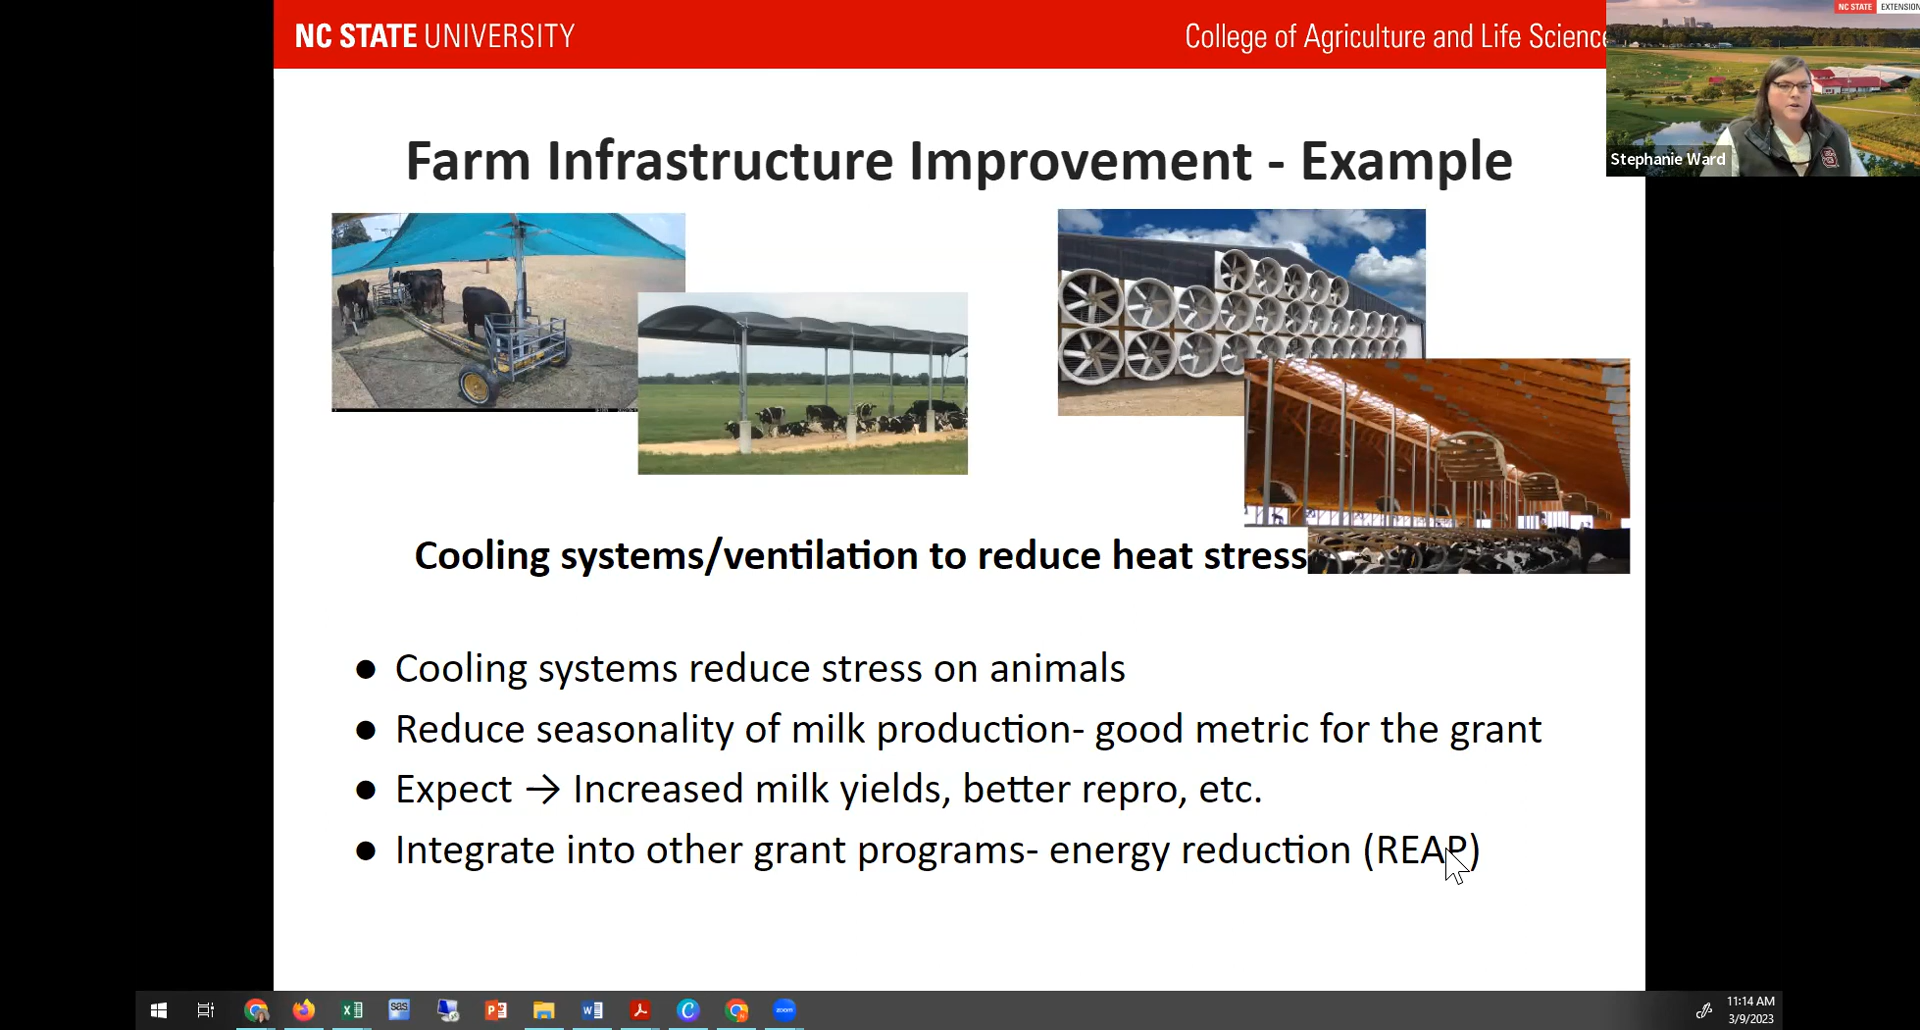 NC STATE UNIVERSITY
College of Agriculture and Life Scienc
NC STATE EXTENSION
Stephanie Ward
Farm Infrastructure Improvement - Example
Cooling systems/ventilation to reduce heat stress
● Cooling systems reduce stress on animals
● Reduce seasonality of milk production- good metric for the grant
● Expect → Increased milk yields, better repro, etc.
● Integrate into other grant programs- energy reduction (REAP)
sas
zoom
11:14 AM
3/9/2023